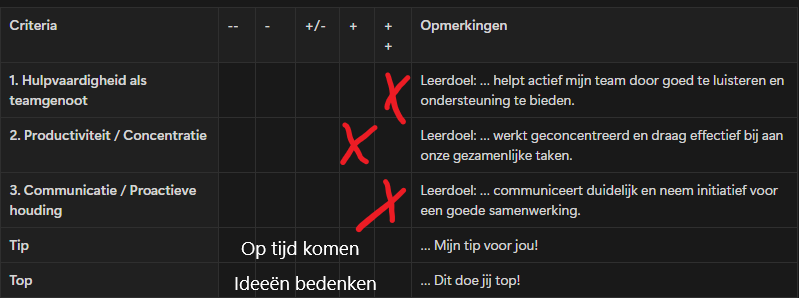 Criteria -- - +/- + + Opmerkingen
+
1. Hulpvaardigheid als Leerdoel: ... helpt actief mijn team door goed te luisteren en
teamgenoot X ondersteuning te bieden.
2. Productiviteit / Concentratie X Leerdoel: ... werkt geconcentreerd en draag effectief bij aan
onze gezamenlijke taken.
3. Communicatie / Proactieve Leerdoel: ... communiceert duidelijk en neem initiatief voor
houding X een goede samenwerking.
Tip Op tijd komen ... Mijn tip voor jou!
Top Ideeën bedenken ... Dit doe jij top!